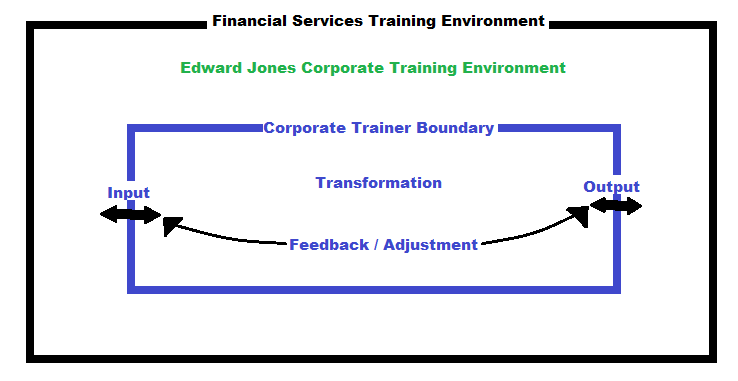 Financial Services Training Environment
Edward Jones Corporate Training Environment
Corporate Trainer Boundary
Transformation
Input
Output
Feedback / Adjustment